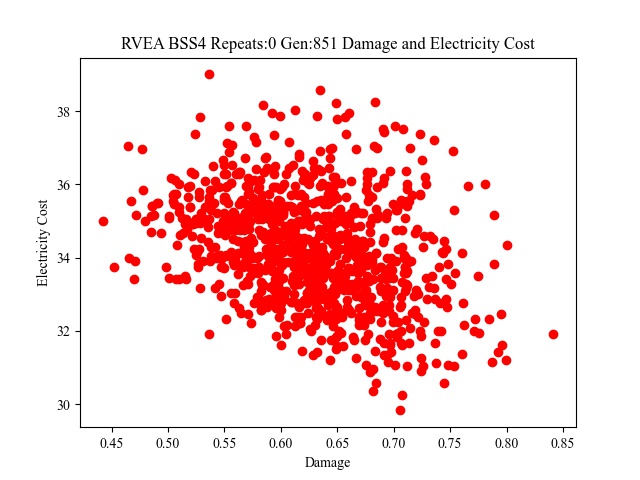 RVEA BSS4 Repeats:0 Gen:851 Damage and Electricity Cost
38
36
34
32
30
Electricity Cost
0.45 0.50 0.55 0.60 0.65 0.70 0.75 0.80 0.85
Damage